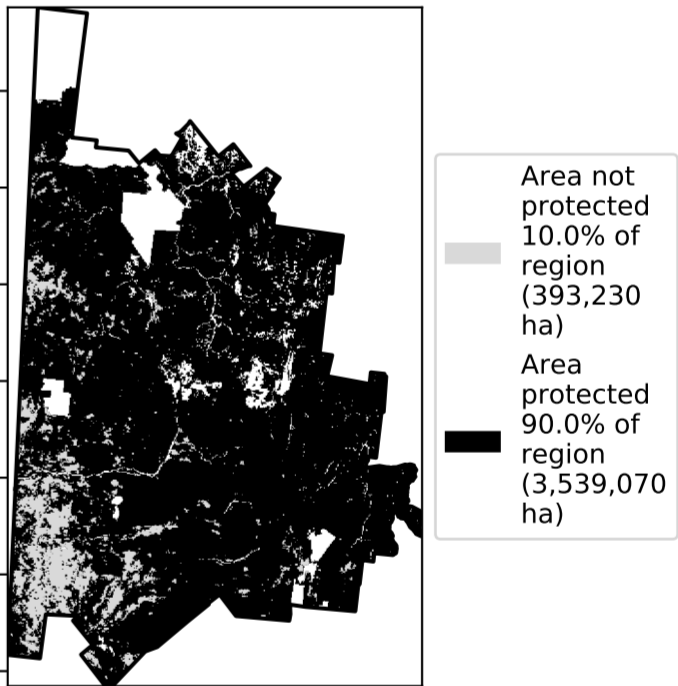 Area not
protected
10.0% of
region
(393,230
ha)
Area
protected
90.0% of
region
(3,539,070
ha)